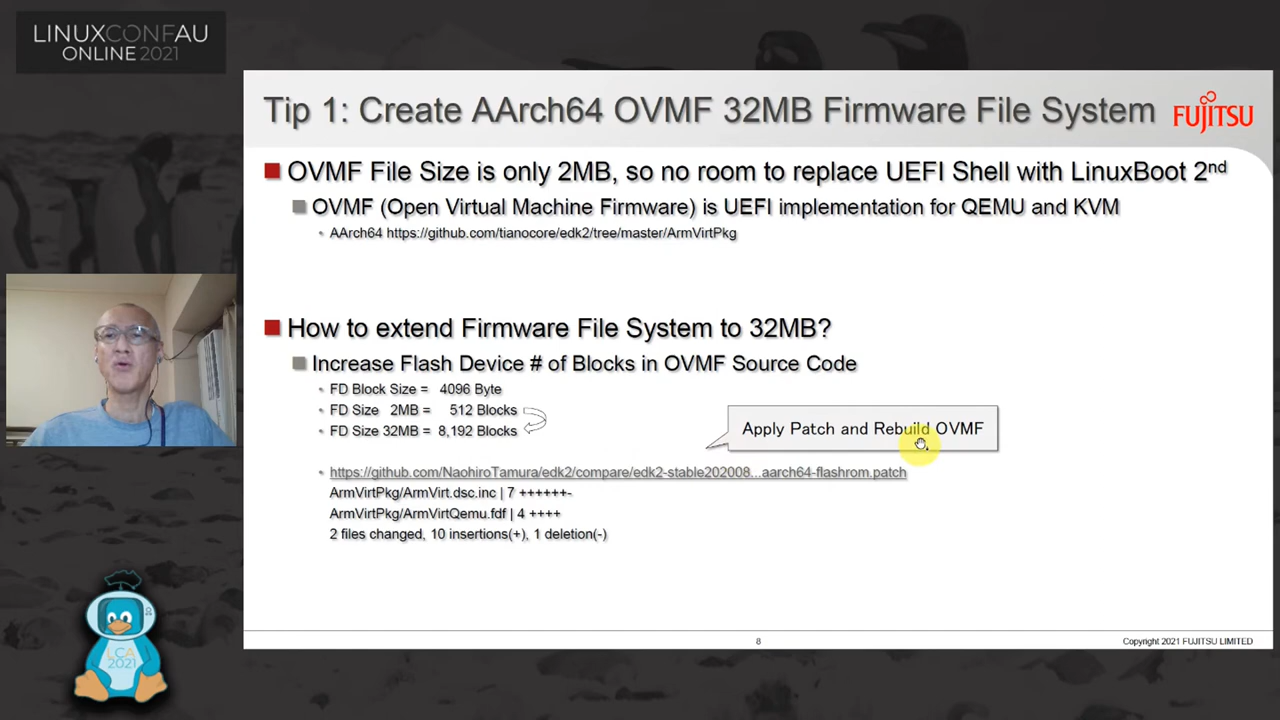 LINUXCONFAU
ONLINE 2021
Tip 1: Create AArch64 OVMF 32MB Firmware File System
FUJITSU
OVMF File Size is only 2MB, so no room to replace UEFI Shell with LinuxBoot 2nd
OVMF (Open Virtual Machine Firmware) is UEFI implementation for QEMU and KVM
AArch64 https://github.com/tianocore/edk2/tree/master/ArmVirtPkg
How to extend Firmware File System to 32MB?
Increase Flash Device # of Blocks in OVMF Source Code
FD Block Size = 4096 Byte
FD Size 2MB = 512 Blocks
FD Size 32MB = 8,192 Blocks
Apply Patch and Rebuild OVMF
https://github.com/NaohiroTamura/edk2/compare/edk2-stable202008...aarch64-flashrom.patch
ArmVirtPkg/ArmVirt.dsc.inc | 7 ++++++-
ArmVirtPkg/ArmVirtQemu.fdf | 4 ++++
2 files changed, 10 insertions(+), 1 deletion(-)
LCA
2021
8
Copyright 2021 FUJITSU LIMITED